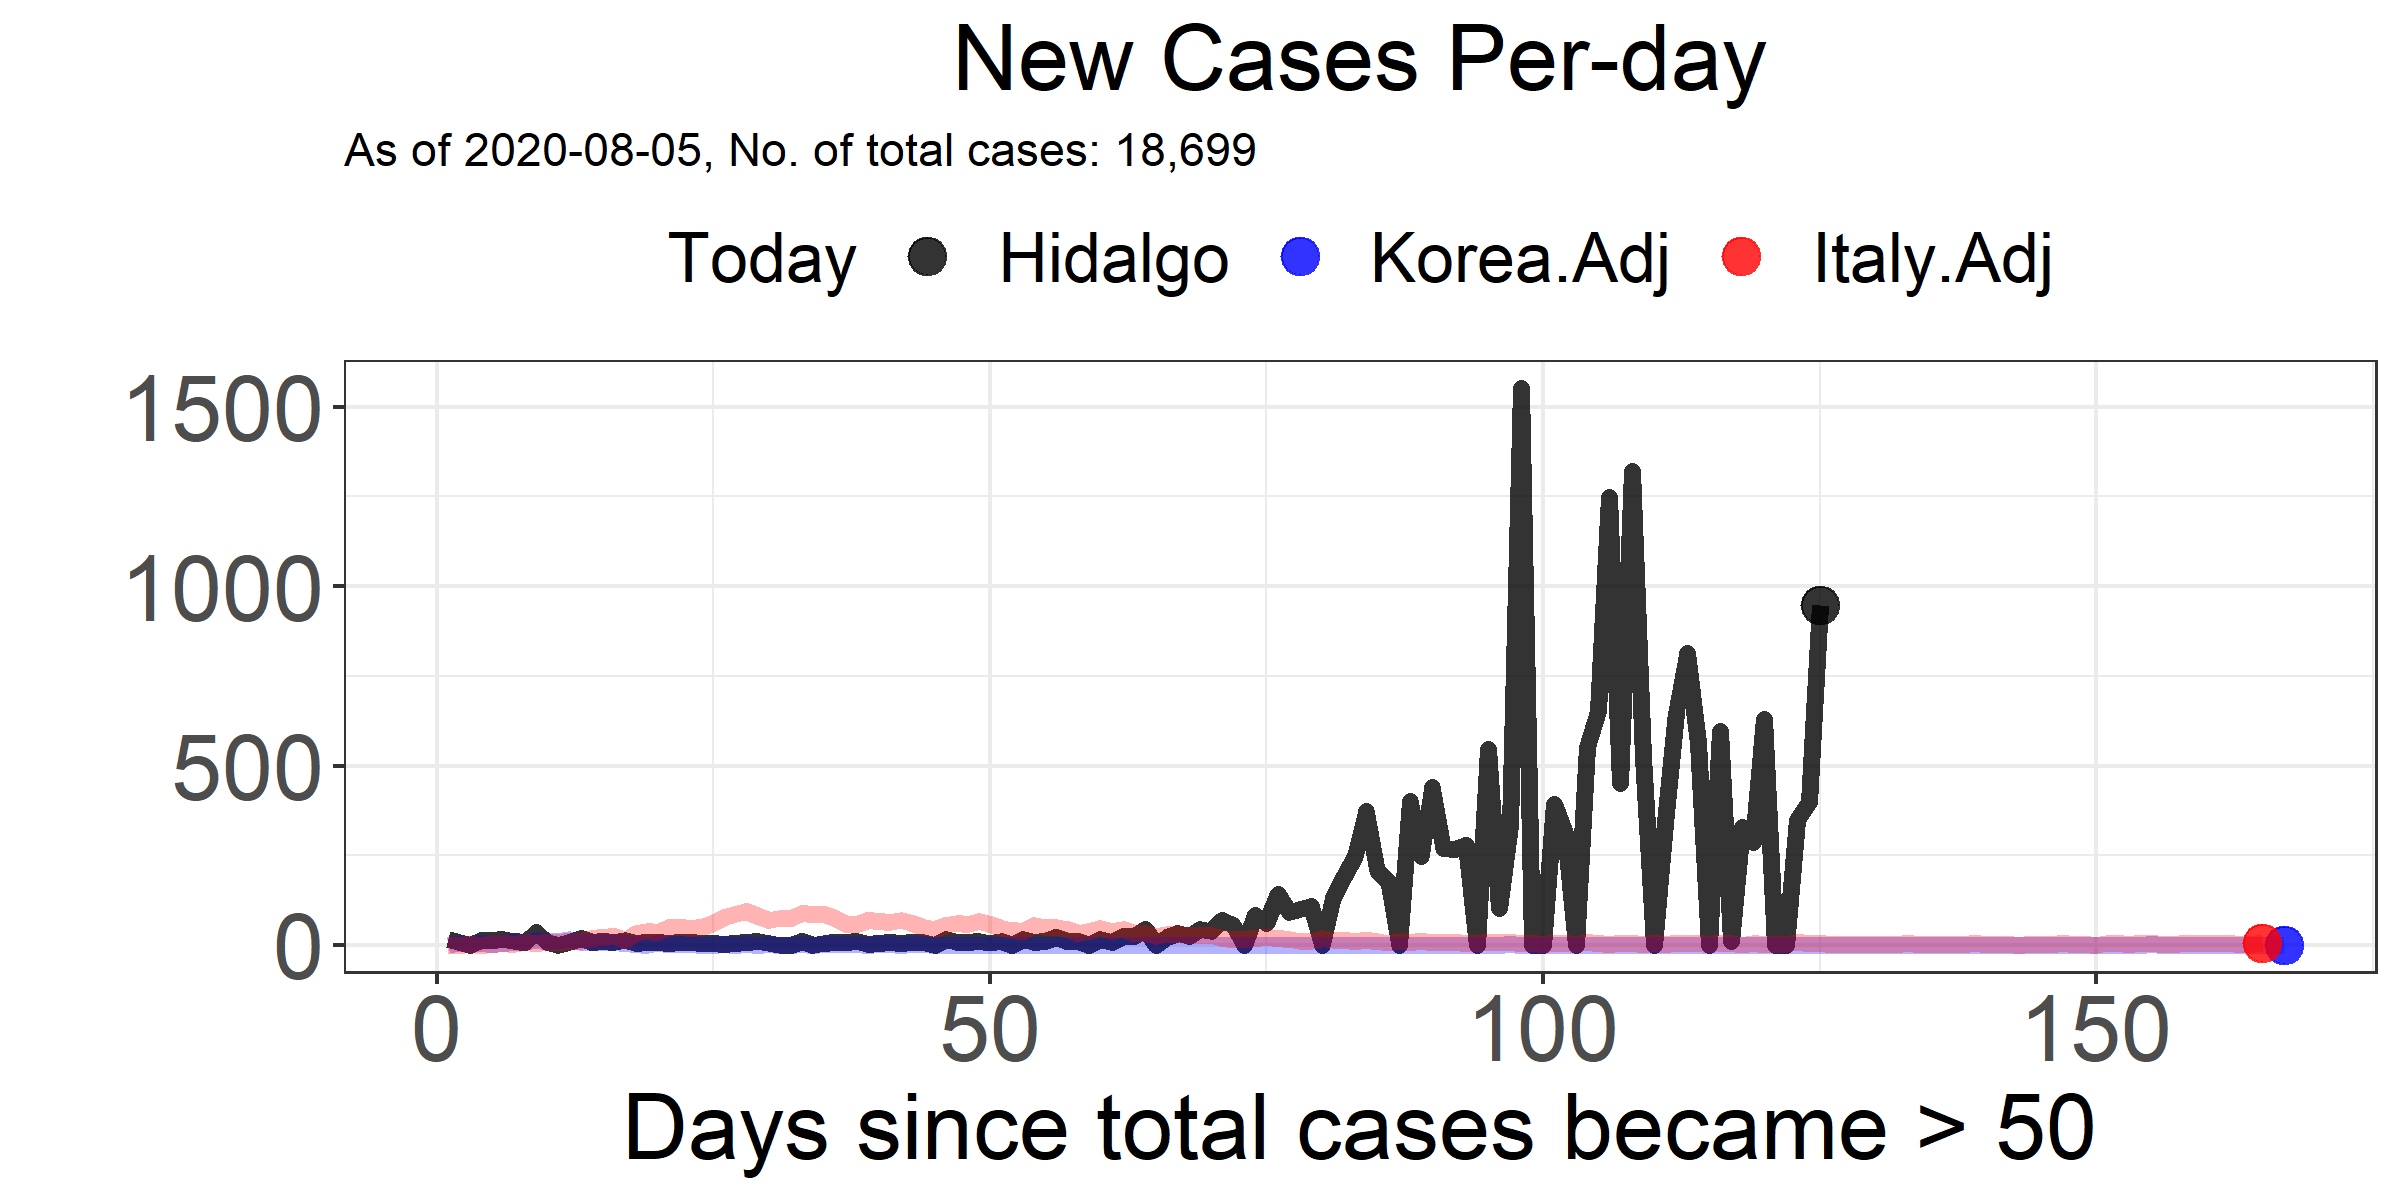 New Cases Per-day
As of 2020-08-05, No. of total cases: 18,699
Today Hidalgo Korea.Adj Italy.Adj
1500
1000
500
0
0 50 100 150
Days since total cases became > 50